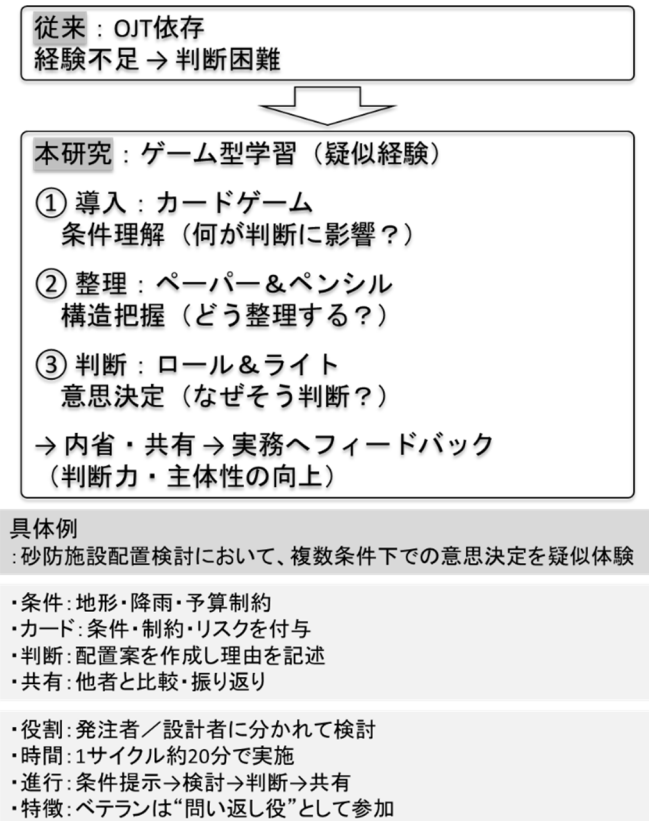 従来：OJT依存
経験不足→判断困難
本研究：ゲーム型学習（疑似経験）
① 導入：カードゲーム
条件理解（何が判断に影響？）
② 整理：ペーパー＆ペンシル
構造把握（どう整理する？）
③ 判断：ロール＆ライト
意思決定（なぜそう判断？）
→内省・共有→実務へフィードバック
（判断力・主体性の向上）
具体例
：砂防施設配置検討において、複数条件下での意思決定を疑似体験
・条件：地形・降雨・予算制約
・カード：条件・制約・リスクを付与
・判断：配置案を作成し理由を記述
・共有：他者と比較・振り返り
・役割：発注者／設計者に分かれて検討
・時間：1サイクル約20分で実施
・進行：条件提示→検討→判断→共有
・特徴：ベテランは“問い返し役”として参加